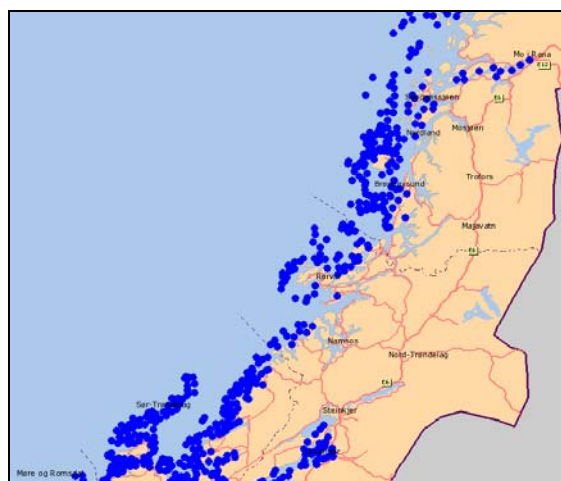 Mo i Rana
E12
E6
Nordland
Mosjøen
Trofors
Majavatn
E6
Rørvik
Namsos
Nord-Trøndelag
E6
Sør-Trøndelag
Steinkjer
Møre og Romsdal